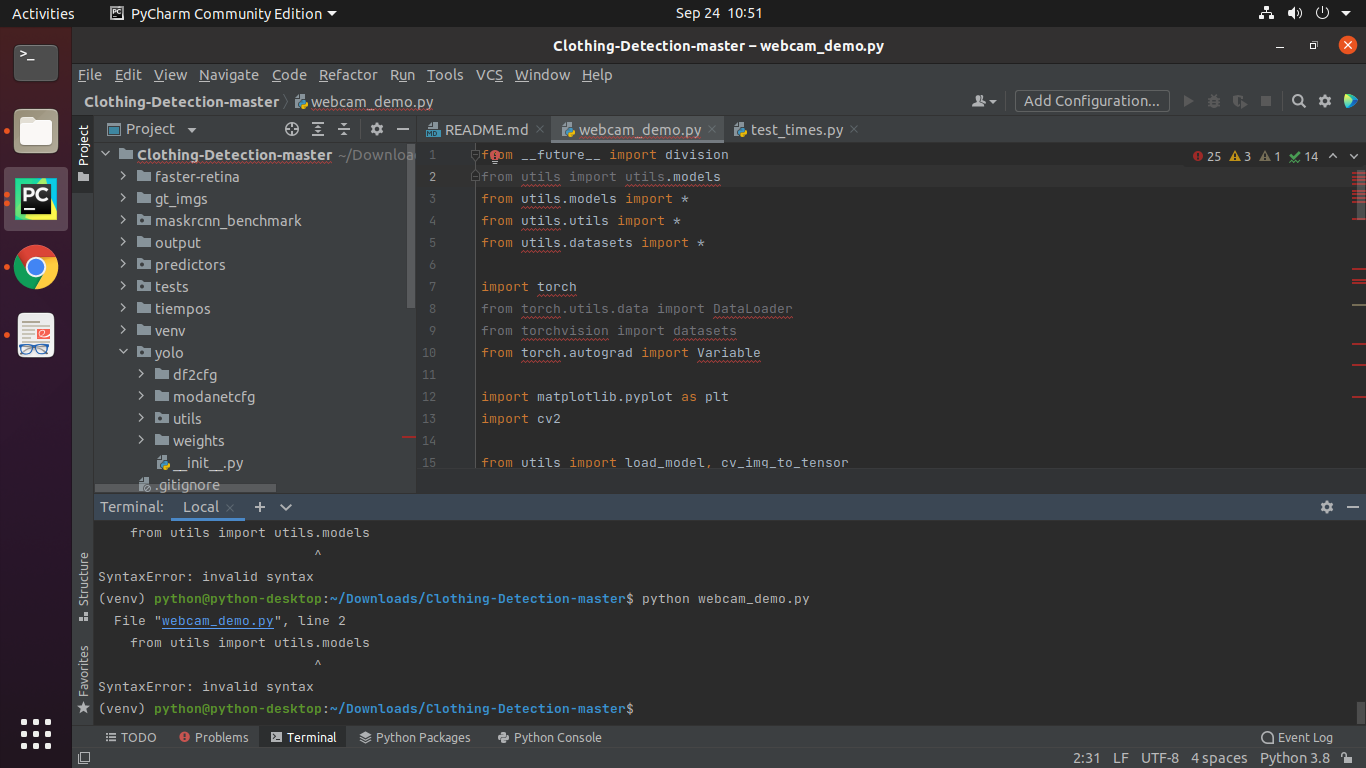 Activities PyCharm Community Edition Sep 24 10:51
Clothing-Detection-master – webcam_demo.py
File Edit View Navigate Code Refactor Run Tools VCS Window Help
Clothing-Detection-master webcam_demo.py Add Configuration...
Project
Project
README.md webcam_demo.py test_times.py
Clothing-Detection-master ~/Downloa
faster-retina
gt_imgs
maskrcnn_benchmark
output
predictors
tests
tiempos
venv
yolo
df2cfg
modanetcfg
utils
weights
__init__.py
.gitignore
25 3 1 14
1 from __future__ import division
2 from utils import utils.models
3 from utils.models import *
4 from utils.utils import *
5 from utils.datasets import *
6
7 import torch
8 from torch.utils.data import DataLoader
9 from torchvision import datasets
10 from torch.autograd import Variable
11
12 import matplotlib.pyplot as plt
13 import cv2
14
15 from utils import load_model, cv_img_to_tensor
Terminal: Local
from utils import utils.models
^
SyntaxError: invalid syntax
(venv) python@python-desktop:~/Downloads/Clothing-Detection-master$ python webcam_demo.py
File "webcam_demo.py", line 2
from utils import utils.models
^
SyntaxError: invalid syntax
(venv) python@python-desktop:~/Downloads/Clothing-Detection-master$
Structure
Favorites
TODO Problems Terminal Python Packages Python Console Event Log
2:31 LF UTF-8 4 spaces Python 3.8